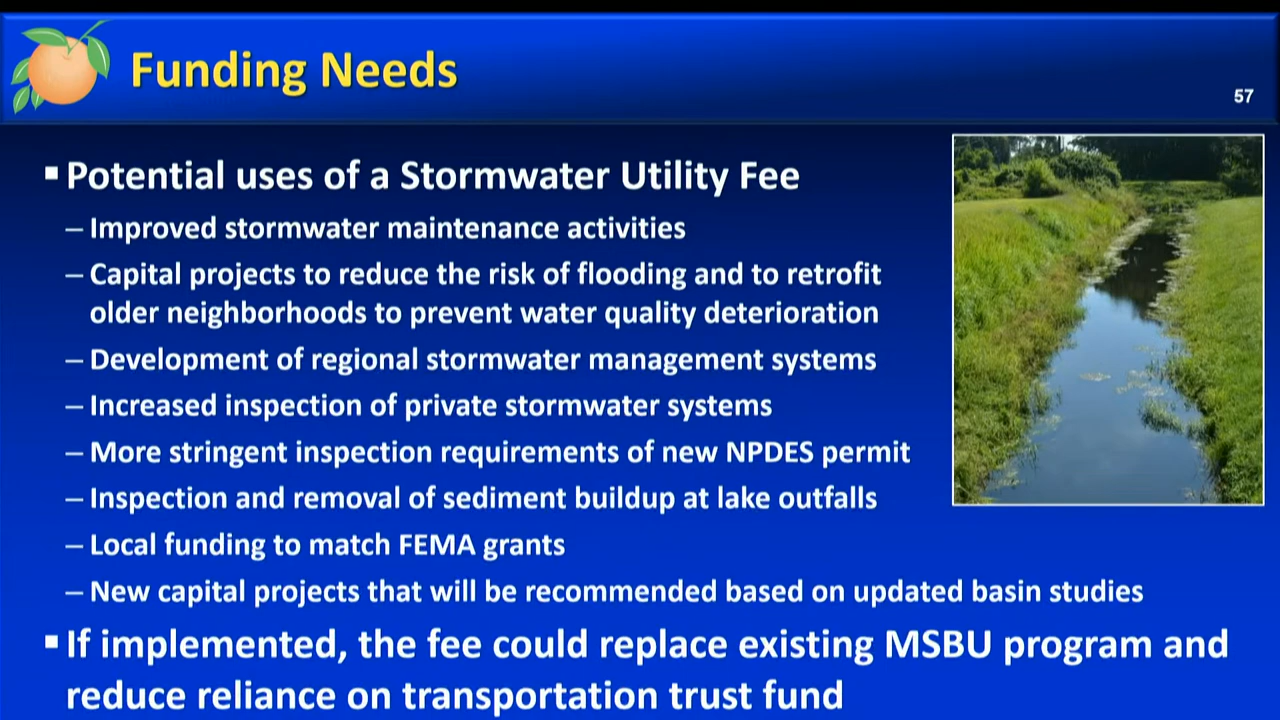 Funding Needs
57
▪ Potential uses of a Stormwater Utility Fee
– Improved stormwater maintenance activities
– Capital projects to reduce the risk of flooding and to retrofit
older neighborhoods to prevent water quality deterioration
– Development of regional stormwater management systems
– Increased inspection of private stormwater systems
– More stringent inspection requirements of new NPDES permit
– Inspection and removal of sediment buildup at lake outfalls
– Local funding to match FEMA grants
– New capital projects that will be recommended based on updated basin studies
▪ If implemented, the fee could replace existing MSBU program and
reduce reliance on transportation trust fund